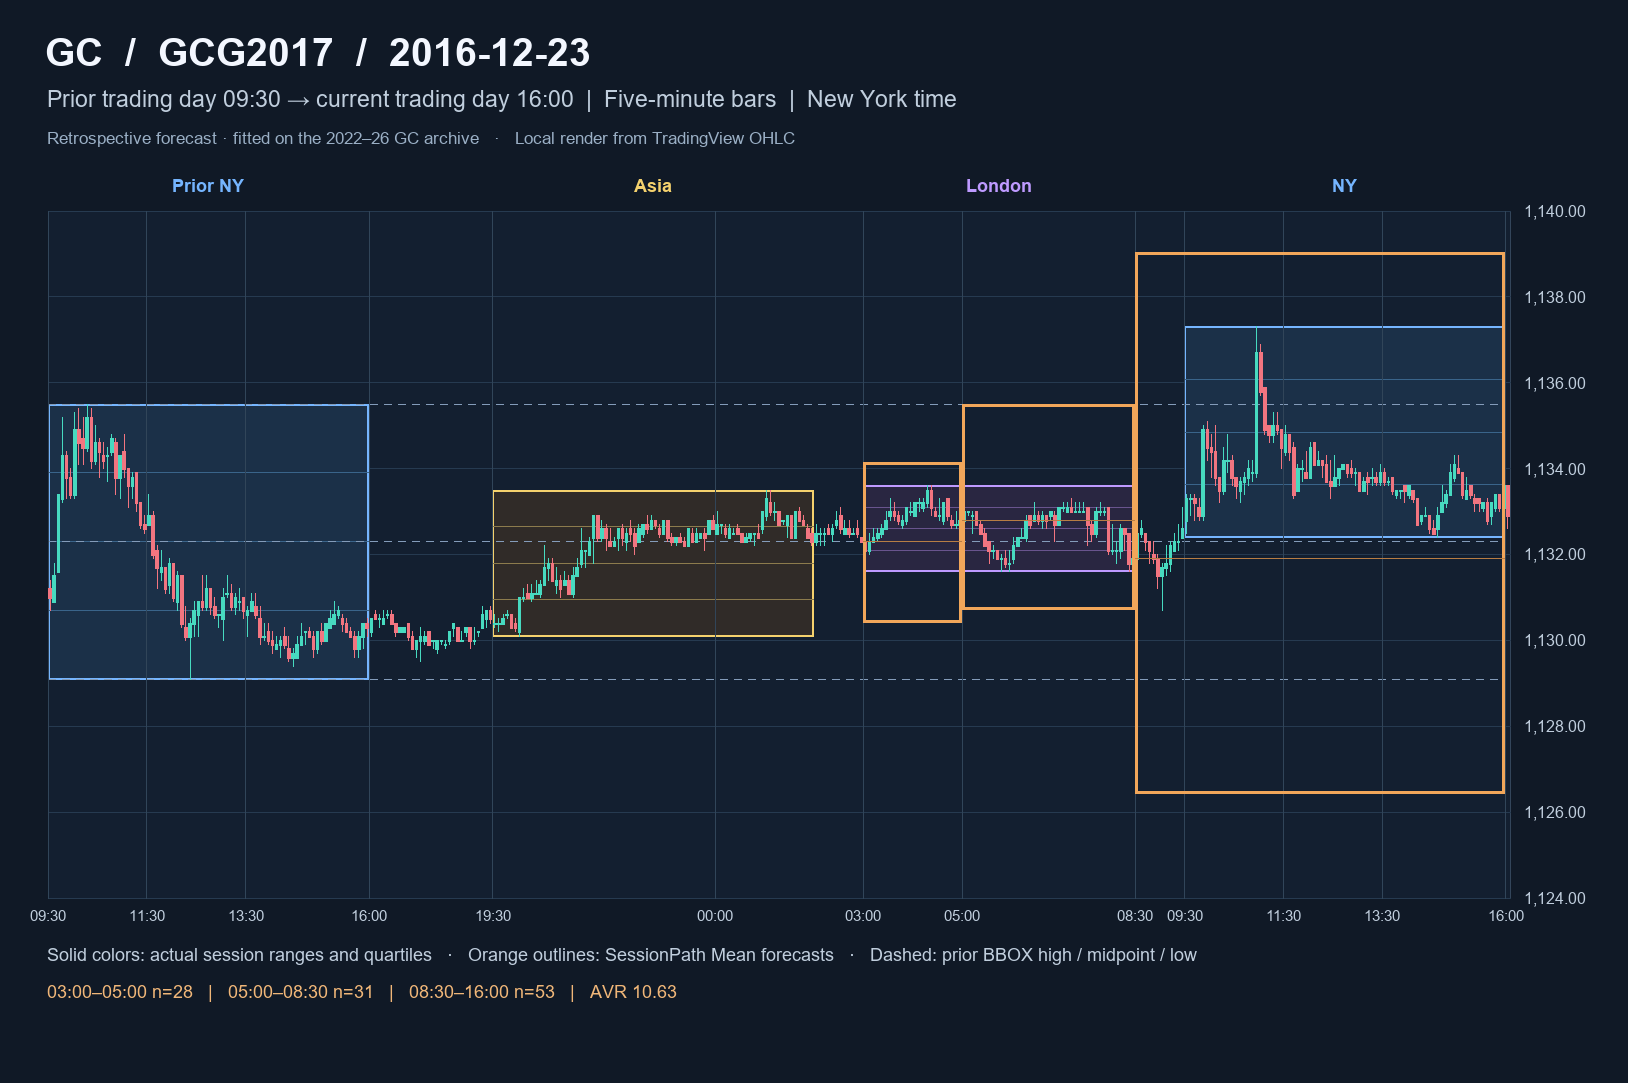 GC / GCG2017 / 2016-12-23
Prior trading day 09:30 → current trading day 16:00 | Five-minute bars | New York time
Retrospective forecast · fitted on the 2022–26 GC archive · Local render from TradingView OHLC
Prior NY Asia London NY
1,140.00
1,138.00
1,136.00
1,134.00
1,132.00
1,130.00
1,128.00
1,126.00
1,124.00
09:30 11:30 13:30 16:00 19:30 00:00 03:00 05:00 08:30 09:30 11:30 13:30 16:00
Solid colors: actual session ranges and quartiles · Orange outlines: SessionPath Mean forecasts · Dashed: prior BBOX high / midpoint / low
03:00–05:00 n=28 | 05:00–08:30 n=31 | 08:30–16:00 n=53 | AVR 10.63